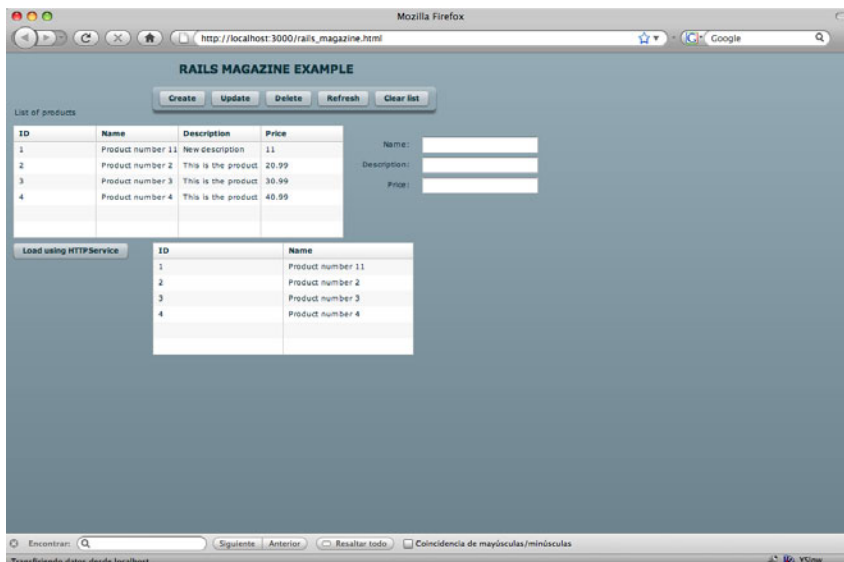 Mozilla Firefox
http://localhost:3000/rails_magazine.html
Google
RAILS MAGAZINE EXAMPLE
Create Update Delete Refresh Clear list
List of products
ID Name Description Price
1 Product number 11 New description 11
2 Product number 2 This is the product 20.99
3 Product number 3 This is the product 30.99
4 Product number 4 This is the product 40.99
Name:
Description:
Price:
Load using HTTPService
ID Name
1 Product number 11
2 Product number 2
3 Product number 3
4 Product number 4
Encontrar: Siguiente Anterior Resaltar todo Coincidencia de mayúsculas/minúsculas
Transfiriendo datos desde localhost YSlow